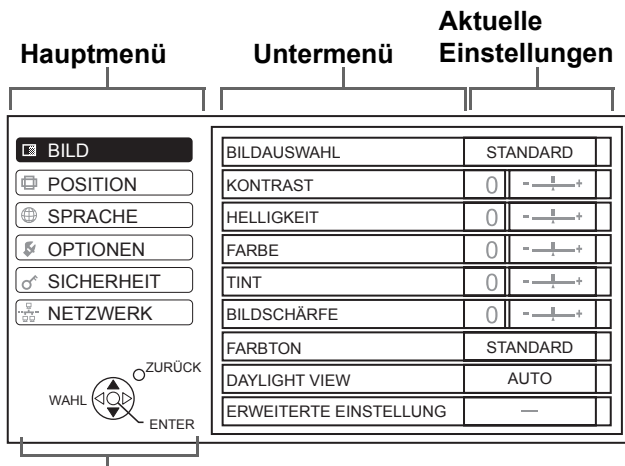 Hauptmenü
Untermenü
Aktuelle
Einstellungen
BILD
POSITION
SPRACHE
OPTIONEN
SICHERHEIT
NETZWERK
ZURÜCK
WAHL
ENTER
BILDAUSWAHL STANDARD
KONTRAST 0 - +
HELLIGKEIT 0 - +
FARBE 0 - +
TINT 0 - +
BILDSCHÄRFE 0 - +
FARBTON STANDARD
DAYLIGHT VIEW AUTO
ERWEITERTE EINSTELLUNG —